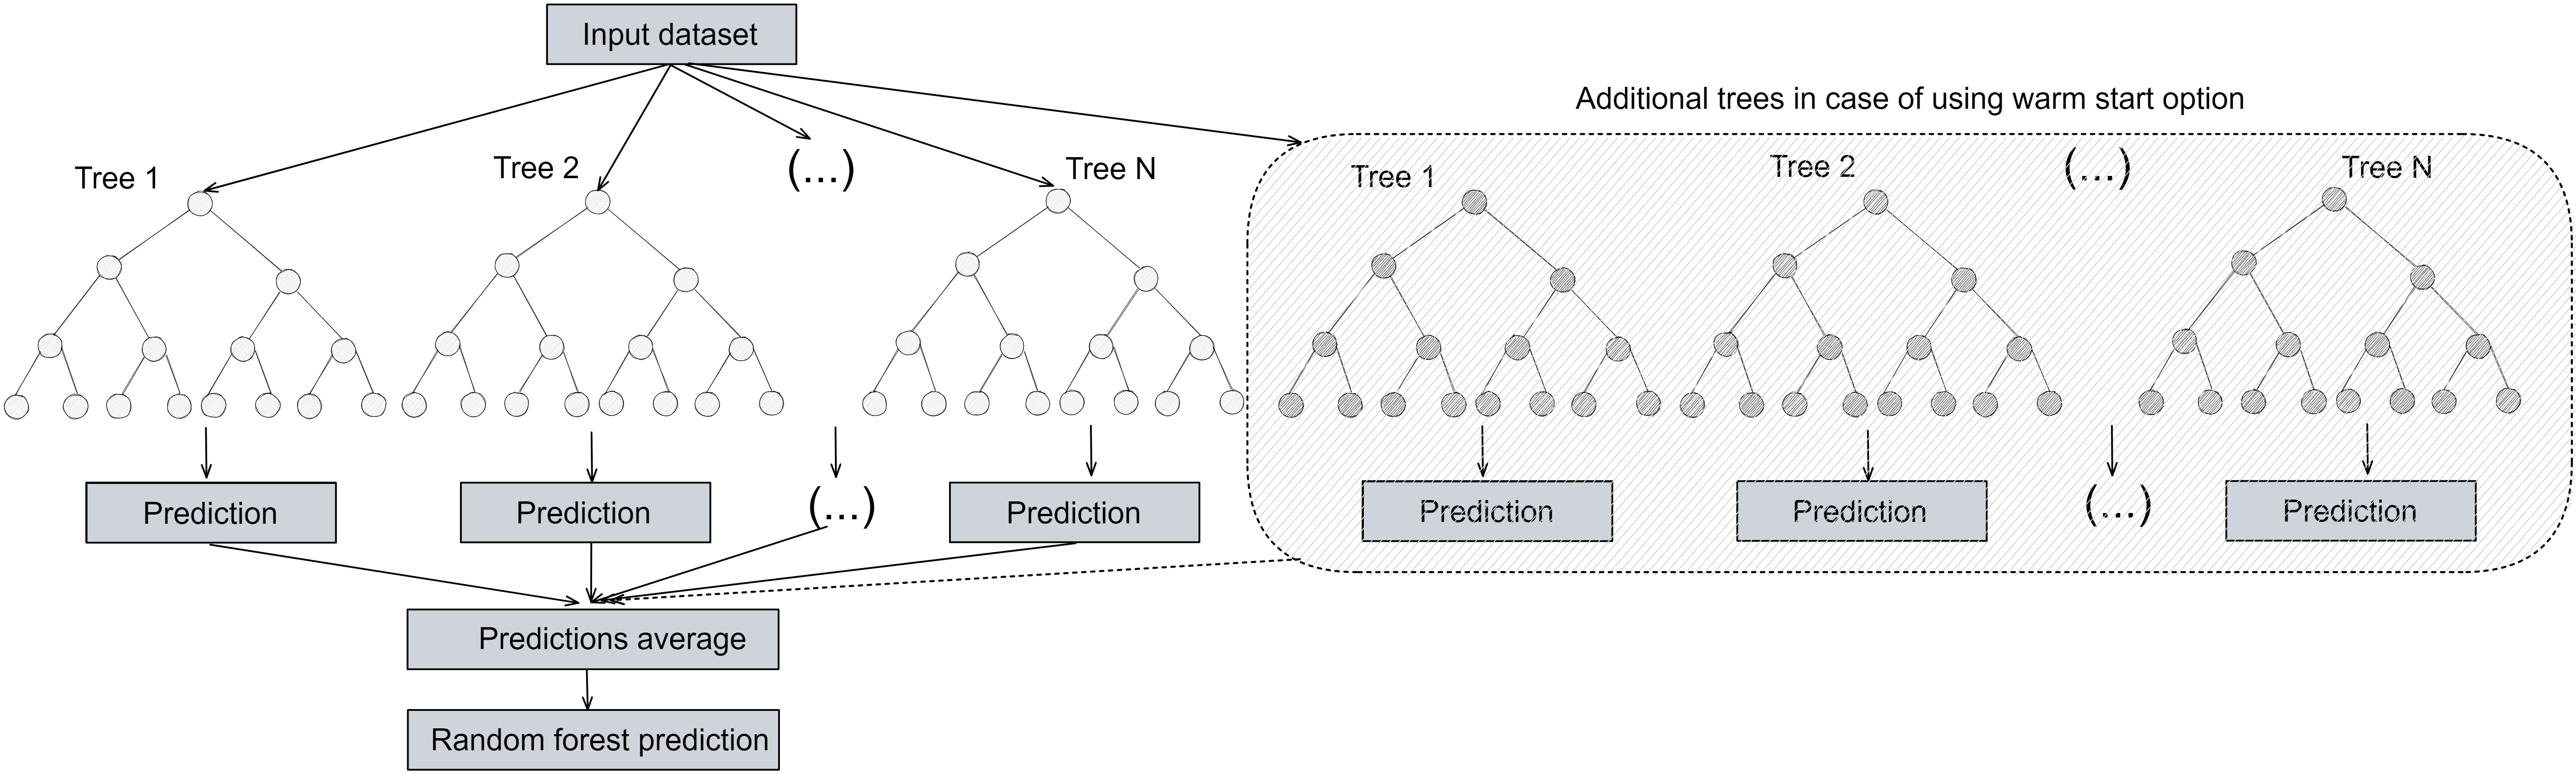 Input dataset
Additional trees in case of using warm start option
Tree 1
Tree 2
(...)
Tree N
Tree 1
Tree 2
(...)
Tree N
Prediction
Prediction
(...)
Prediction
Prediction
Prediction
(...)
Prediction
Predictions average
Random forest prediction